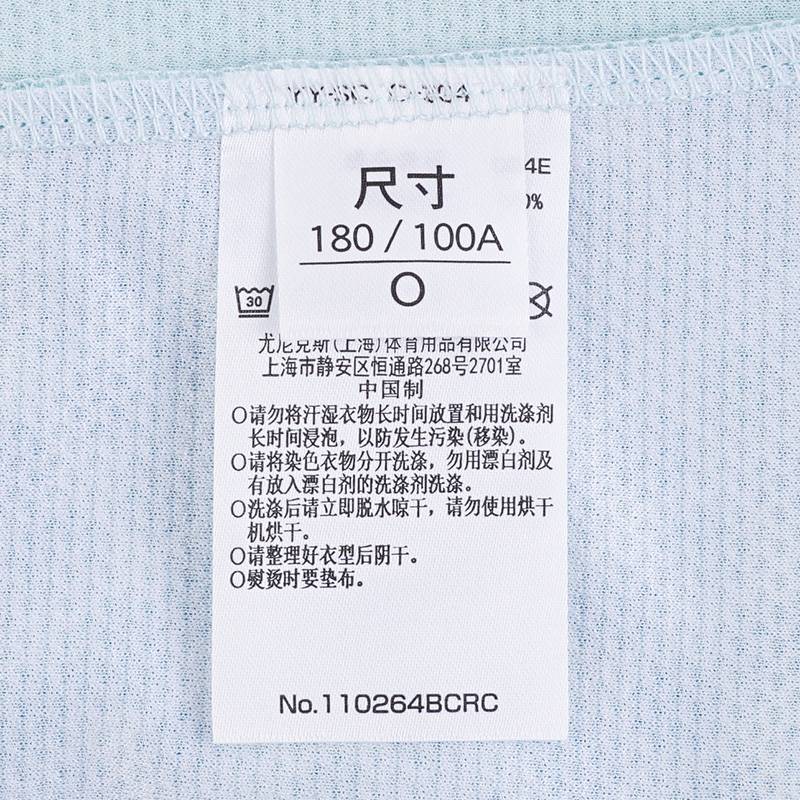 4E
尺寸
0%
180 / 100A
30
O
尤尼克斯(上海)体育用品有限公司
上海市静安区恒通路268号2701室
中国制
○请勿将汗湿衣物长时间放置和用洗涤剂
长时间浸泡，以防发生污染(移染)。
○请将染色衣物分开洗涤，勿用漂白剂及
有放入漂白剂的洗涤剂洗涤。
○洗涤后请立即脱水晾干，请勿使用烘干
机烘干。
○请整理好衣型后阴干。
○熨烫时要垫布。
No.110264BCRC